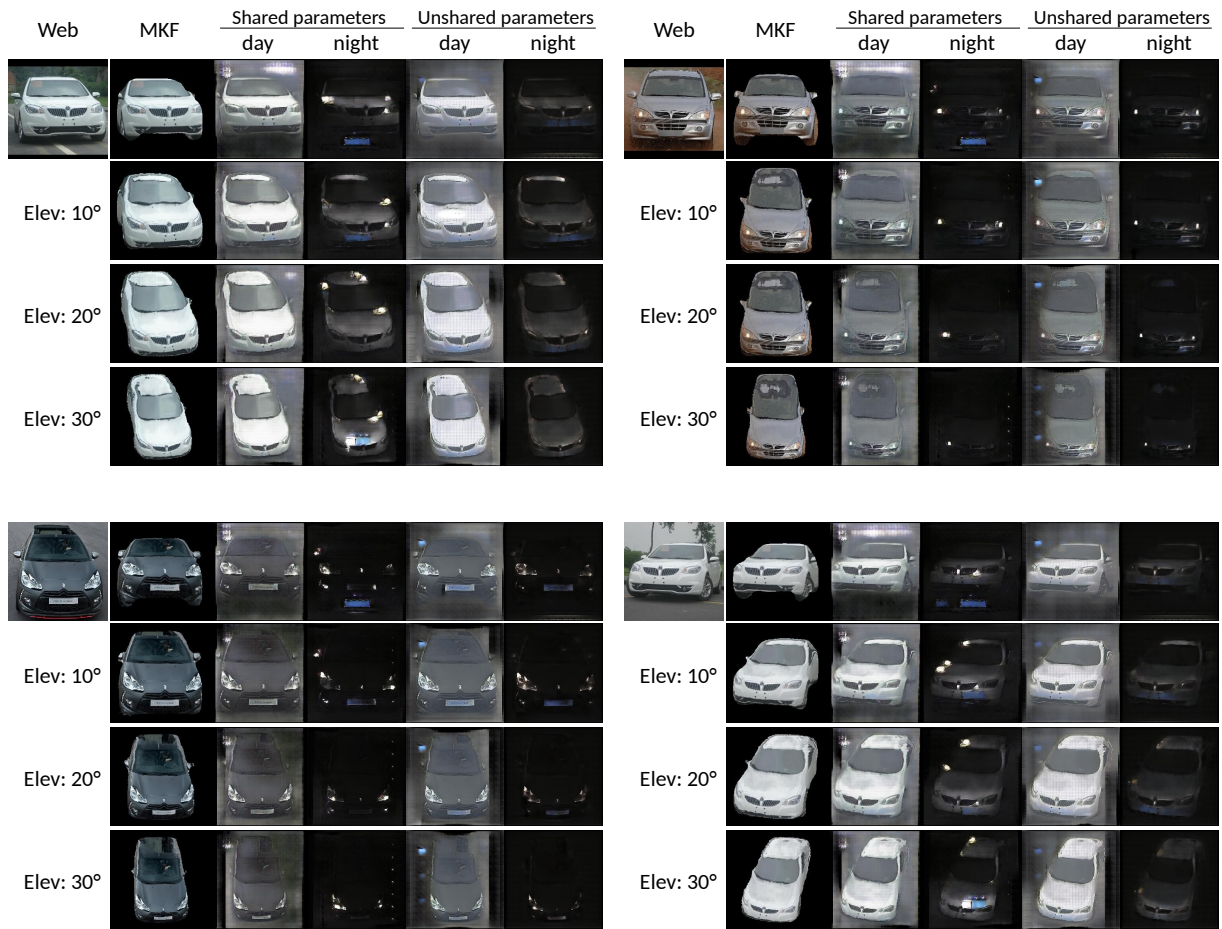 Web MKF Shared parameters Unshared parameters Web MKF Shared parameters Unshared parameters
day night day night day night day night
Elev: 10° Elev: 10°
Elev: 20° Elev: 20°
Elev: 30° Elev: 30°
Elev: 10° Elev: 10°
Elev: 20° Elev: 20°
Elev: 30° Elev: 30°